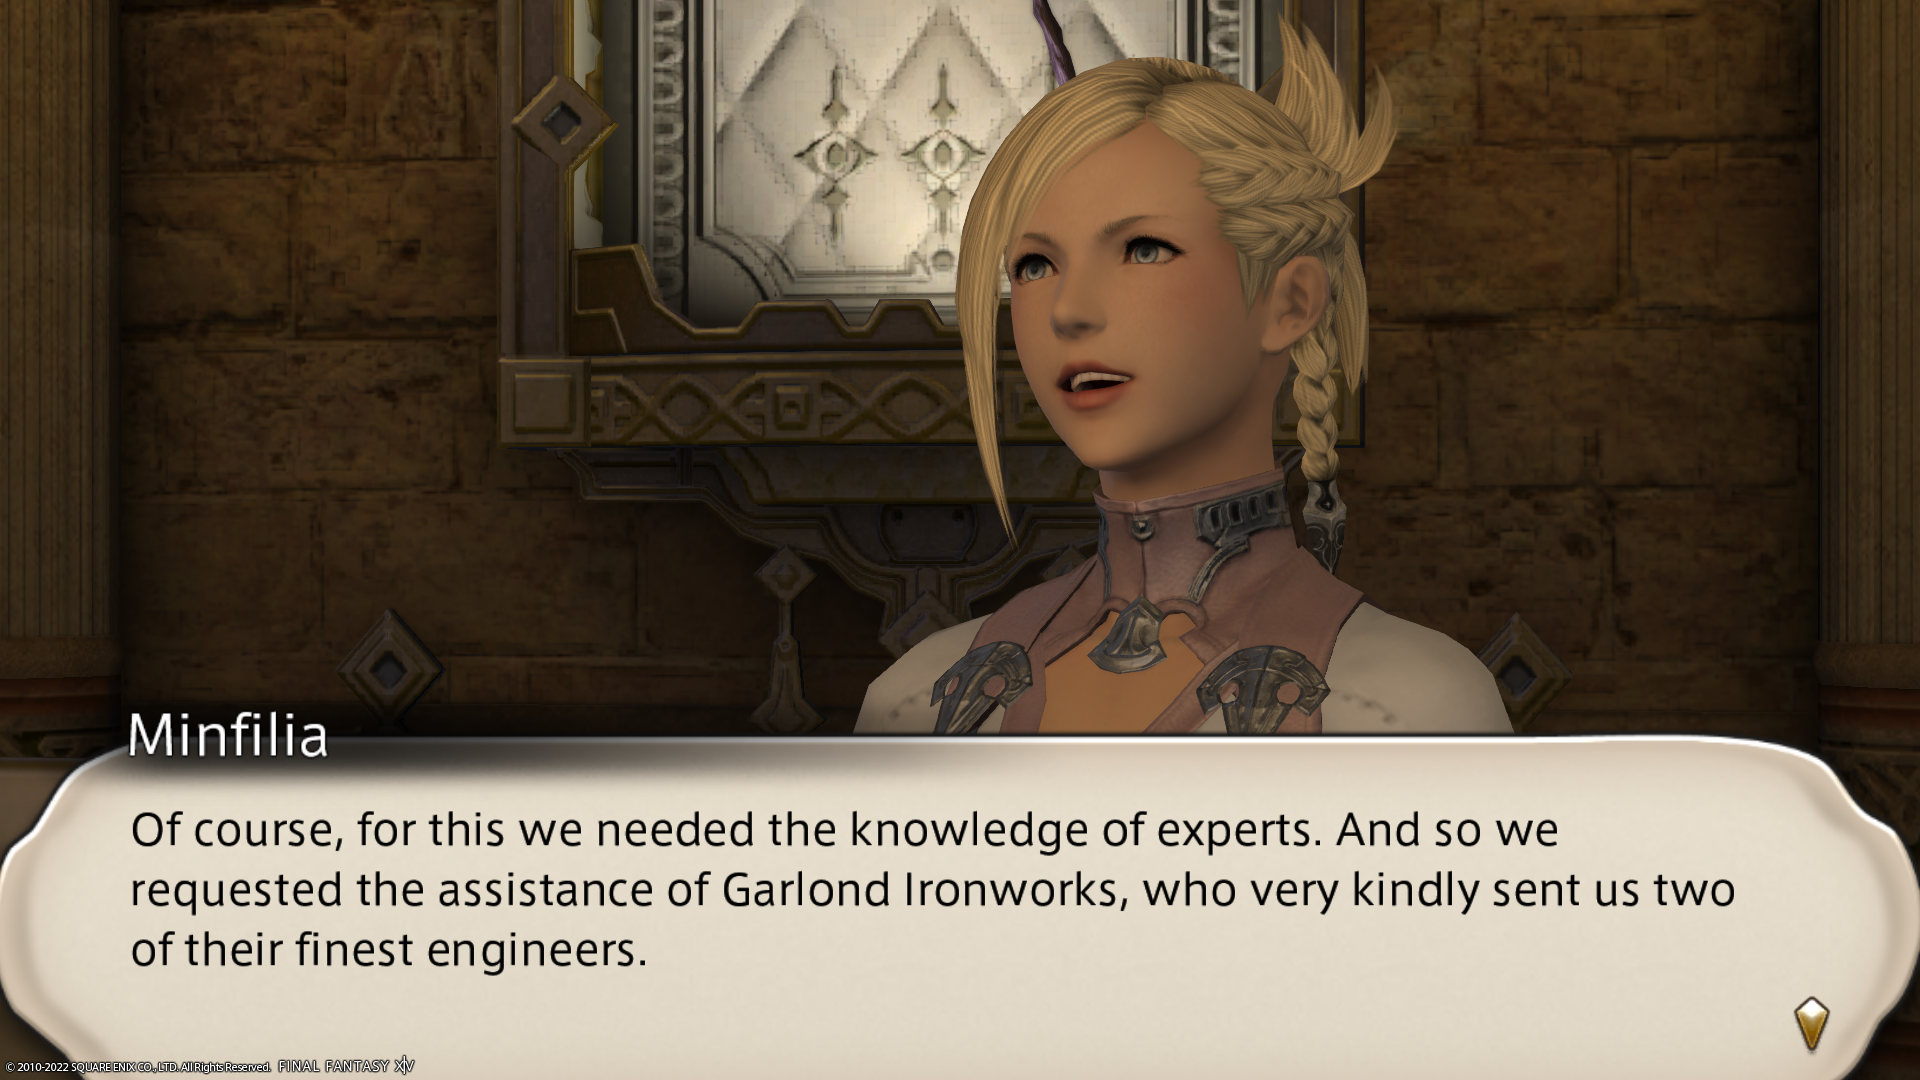 Minfilia
Of course, for this we needed the knowledge of experts. And so we
requested the assistance of Garlond Ironworks, who very kindly sent us two
of their finest engineers.
© 2010-2022 SQUARE ENIX CO., LTD. All Rights Reserved. FINAL FANTASY XIV